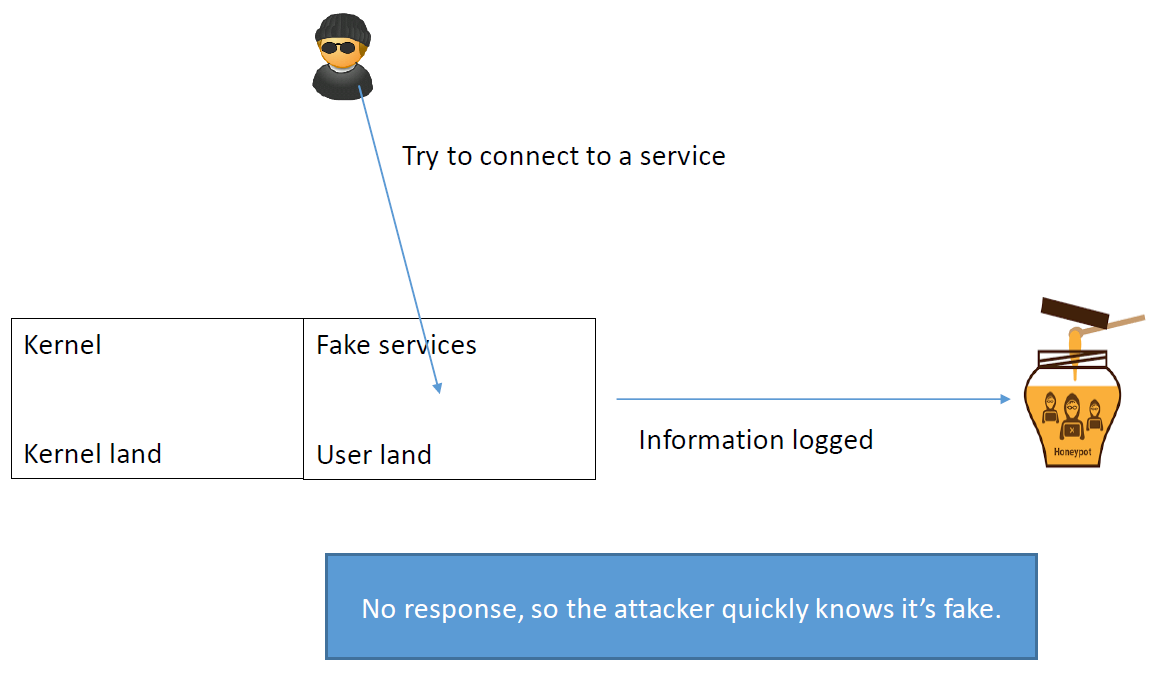 Try to connect to a service
Kernel
Fake services
Kernel land
User land
Information logged
X
Honeypot
No response, so the attacker quickly knows it’s fake.